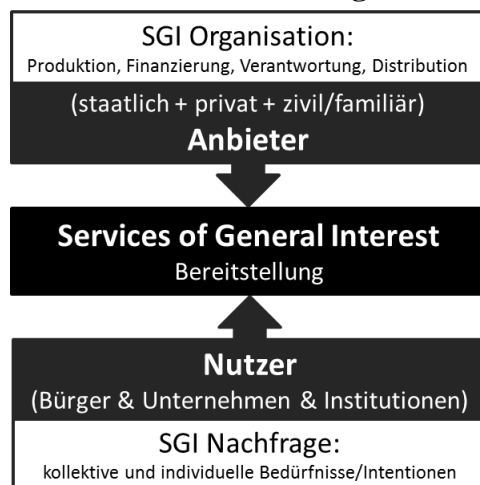 SGI Organisation:
Produktion, Finanzierung, Verantwortung, Distribution
(staatlich + privat + zivil/familiär)
Anbieter
Services of General Interest
Bereitstellung
Nutzer
(Bürger & Unternehmen & Institutionen)
SGI Nachfrage:
kollektive und individuelle Bedürfnisse/Intentionen